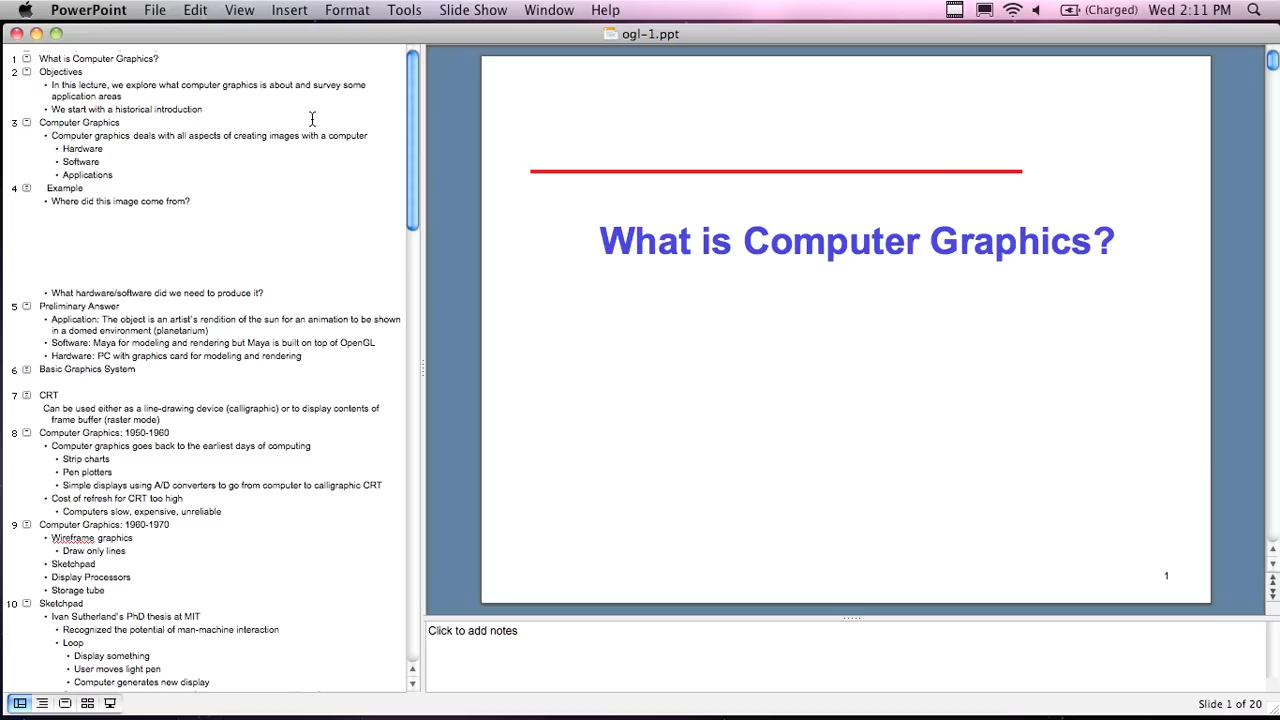 PowerPoint File Edit View Insert Format Tools Slide Show Window Help (Charged) Wed 2:11 PM
ogl-1.ppt
1 What is Computer Graphics?
2 Objectives
• In this lecture, we explore what computer graphics is about and survey some
application areas
• We start with a historical introduction
3 Computer Graphics
• Computer graphics deals with all aspects of creating images with a computer
• Hardware
• Software
• Applications
4 Example
• Where did this image come from?
• What hardware/software did we need to produce it?
5 Preliminary Answer
• Application: The object is an artist's rendition of the sun for an animation to be shown
in a domed environment (planetarium)
• Software: Maya for modeling and rendering but Maya is built on top of OpenGL
• Hardware: PC with graphics card for modeling and rendering
6 Basic Graphics System
7 CRT
Can be used either as a line-drawing device (calligraphic) or to display contents of
frame buffer (raster mode)
8 Computer Graphics: 1950-1960
• Computer graphics goes back to the earliest days of computing
• Strip charts
• Pen plotters
• Simple displays using A/D converters to go from computer to calligraphic CRT
• Cost of refresh for CRT too high
• Computers slow, expensive, unreliable
9 Computer Graphics: 1960-1970
• Wireframe graphics
• Draw only lines
• Sketchpad
• Display Processors
• Storage tube
10 Sketchpad
• Ivan Sutherland's PhD thesis at MIT
• Recognized the potential of man-machine interaction
• Loop
• Display something
• User moves light pen
• Computer generates new display
What is Computer Graphics?
1
Click to add notes
Slide 1 of 20